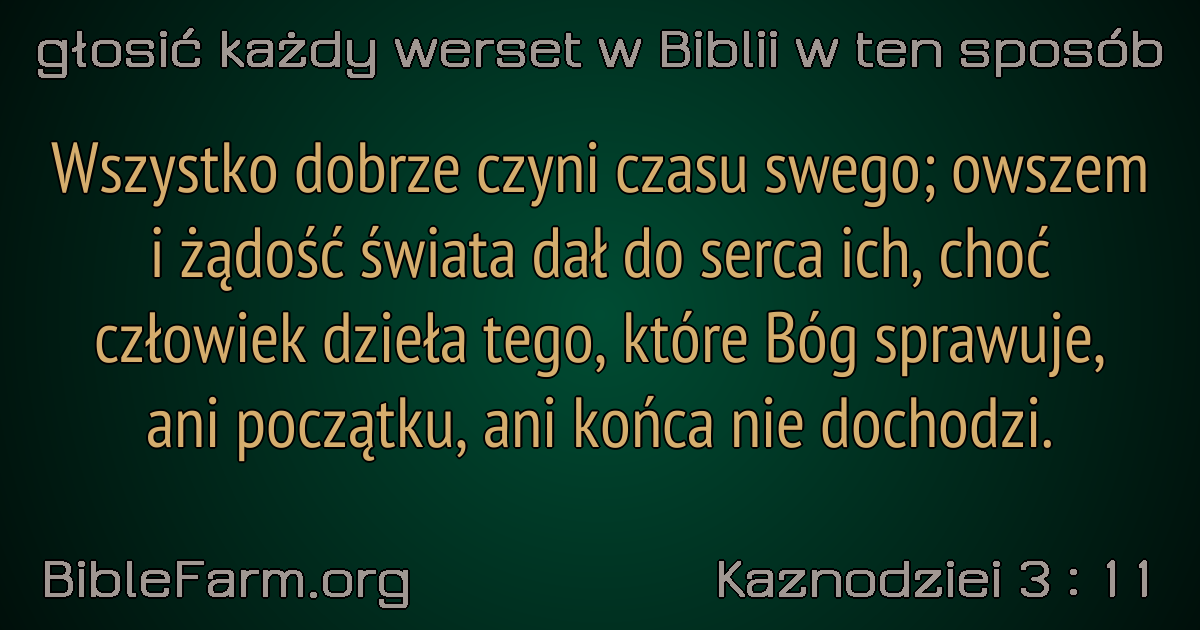 głosić każdy werset w Biblii w ten sposób
Wszystko dobrze czyni czasu swego; owszem
i żądość świata dał do serca ich, choć
człowiek dzieła tego, które Bóg sprawuje,
ani początku, ani końca nie dochodzi.
BibleFarm.org
Kaznodziei 3 : 11